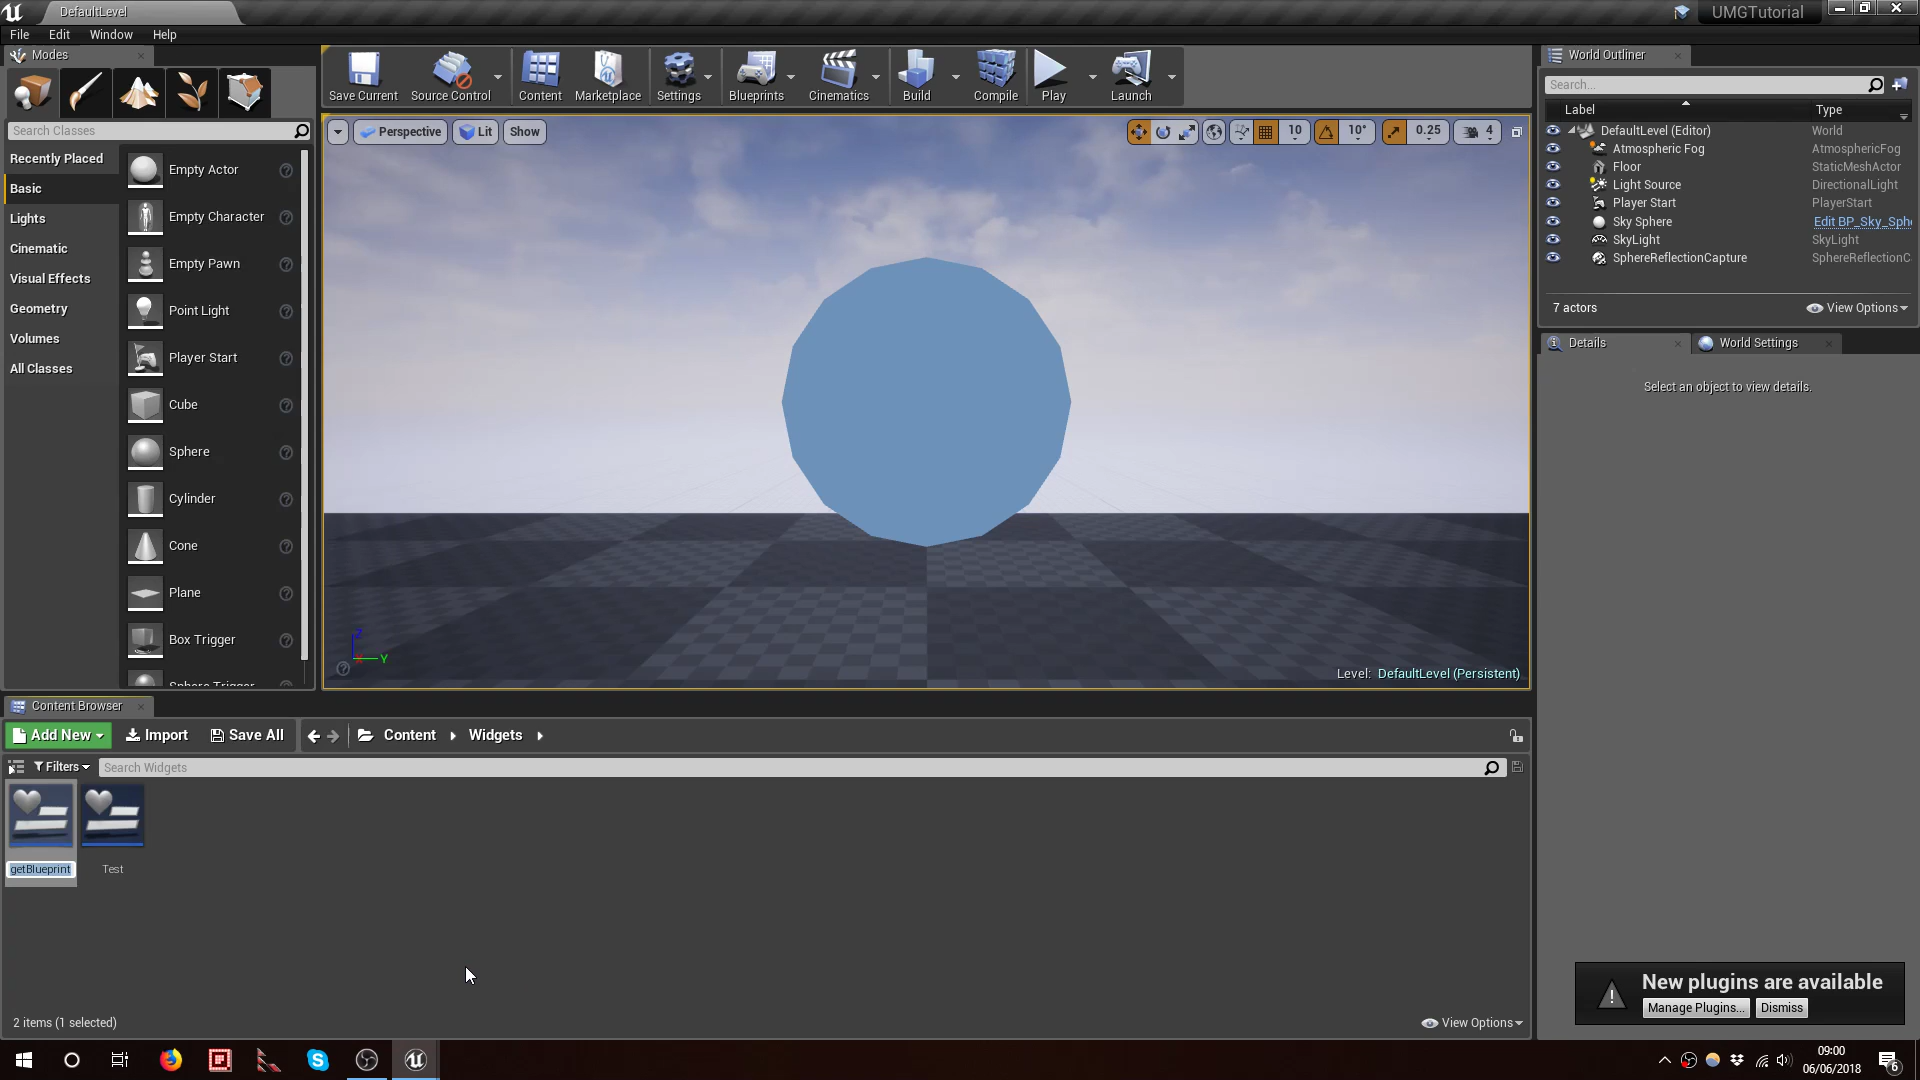 DefaultLevel
UMGTutorial
File Edit Window Help
Modes
Search Classes
Recently Placed
Basic
Lights
Cinematic
Visual Effects
Geometry
Volumes
All Classes
Empty Actor
Empty Character
Empty Pawn
Point Light
Player Start
Cube
Sphere
Cylinder
Cone
Plane
Box Trigger
Sphere Trigger
Save Current Source Control Content Marketplace Settings Blueprints Cinematics Build Compile Play Launch
Perspective Lit Show
10 10° 0.25 4
Z
X Y
Level: DefaultLevel (Persistent)
World Outliner
Search...
Label Type
DefaultLevel (Editor) World
Atmospheric Fog AtmosphericFog
Floor StaticMeshActor
Light Source DirectionalLight
Player Start PlayerStart
Sky Sphere Edit BP_Sky_Sph
SkyLight SkyLight
SphereReflectionCapture SphereReflectionC
7 actors View Options
Details World Settings
Select an object to view details.
Content Browser
Add New Import Save All Content Widgets
Filters Search Widgets
getBlueprint Test
2 items (1 selected) View Options
New plugins are available
Manage Plugins... Dismiss
09:00
06/06/2018
6